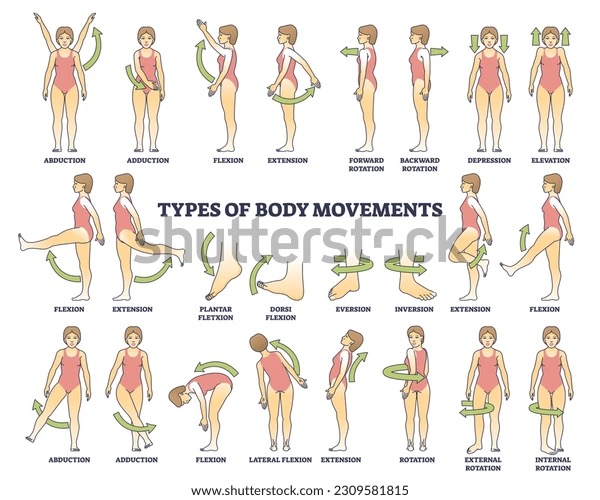 ABDUCTION
ADDUCTION
FLEXION
EXTENSION
FORWARD
ROTATION
BACKWARD
ROTATION
DEPRESSION
ELEVATION
TYPES OF BODY MOVEMENTS
FLEXION
EXTENSION
PLANTAR
FLETXION
DORSI
FLEXION
EVERSION
INVERSION
EXTENSION
FLEXION
ABDUCTION
ADDUCTION
FLEXION
LATERAL FLEXION
EXTENSION
ROTATION
EXTERNAL
ROTATION
INTERNAL
ROTATION
shutterstock
shutterstock.com · 2309581815